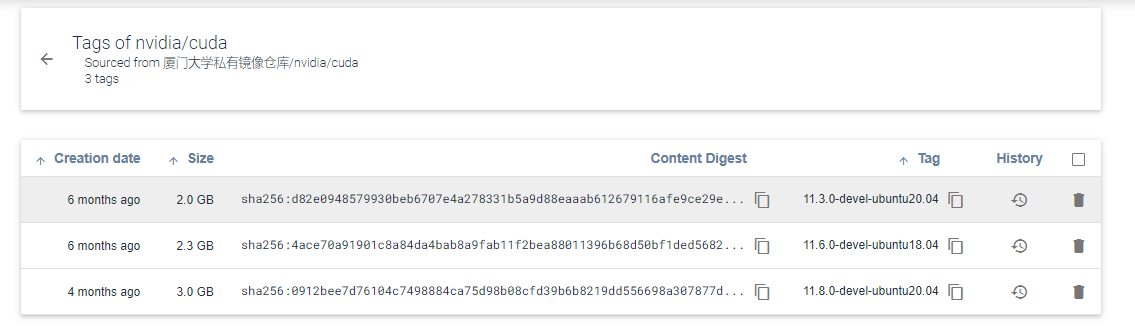 Tags of nvidia/cuda
Sourced from 厦门大学私有镜像仓库/nvidia/cuda
3 tags
Creation date Size Content Digest Tag History
6 months ago 2.0 GB sha256:d82e0948579930beb6707e4a278331b5a9d88eaaab612679116afe9ce29e... 11.3.0-devel-ubuntu20.04
6 months ago 2.3 GB sha256:4ace70a91901c8a84da4bab8a9fab11f2bea88011396b68d50bf1ded5682... 11.6.0-devel-ubuntu18.04
4 months ago 3.0 GB sha256:0912bee7d76104c7498884ca75d98b08cfd39b6b8219dd556698a307877d... 11.8.0-devel-ubuntu20.04